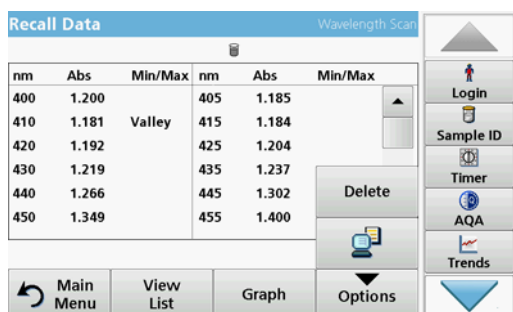 Recall Data Wavelength Scan
nm Abs Min/Max nm Abs Min/Max
400 1.200 405 1.185
410 1.181 Valley 415 1.184
420 1.192 425 1.204
430 1.219 435 1.237
440 1.266 445 1.302
450 1.349 455 1.400
Delete
Main
Menu
View
List
Graph
Options
Login
Sample ID
Timer
AQA
Trends